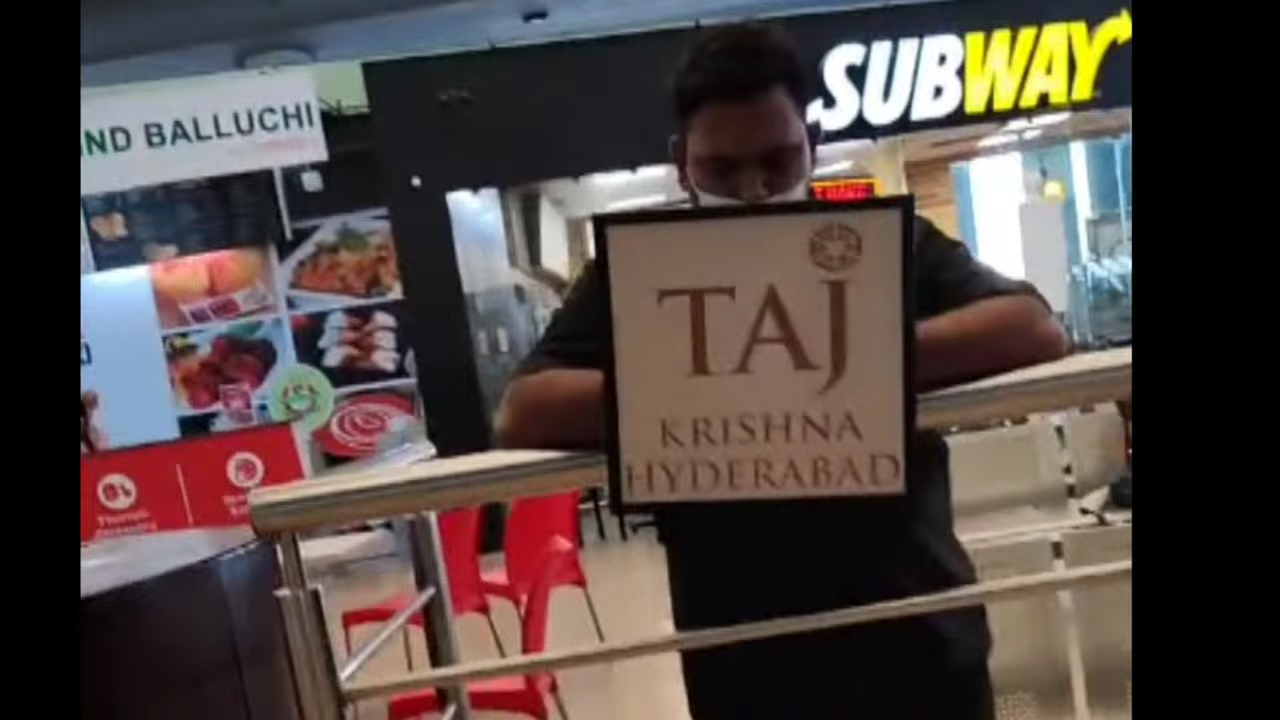 SUBWAY
ND BALLUCHI
TAJ
KRISHNA
HYDERABAD